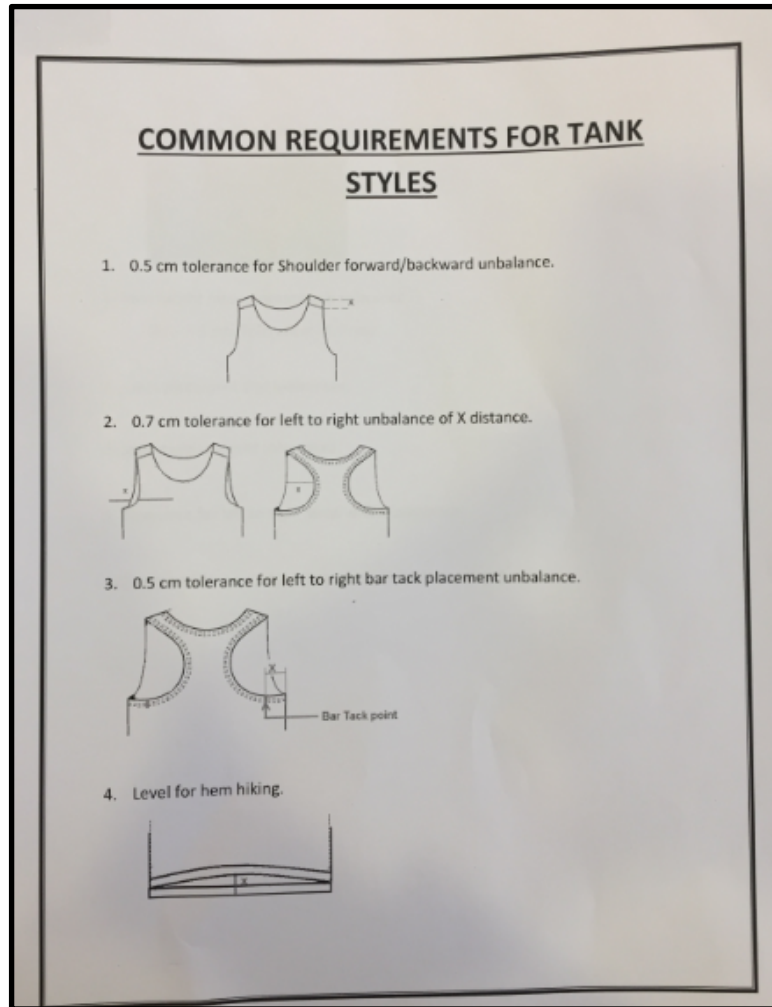 COMMON REQUIREMENTS FOR TANK
STYLES
1. 0.5 cm tolerance for Shoulder forward/backward unbalance.
X
2. 0.7 cm tolerance for left to right unbalance of X distance.
X
X
3. 0.5 cm tolerance for left to right bar tack placement unbalance.
X
Bar Tack point
4. Level for hem hiking.
X